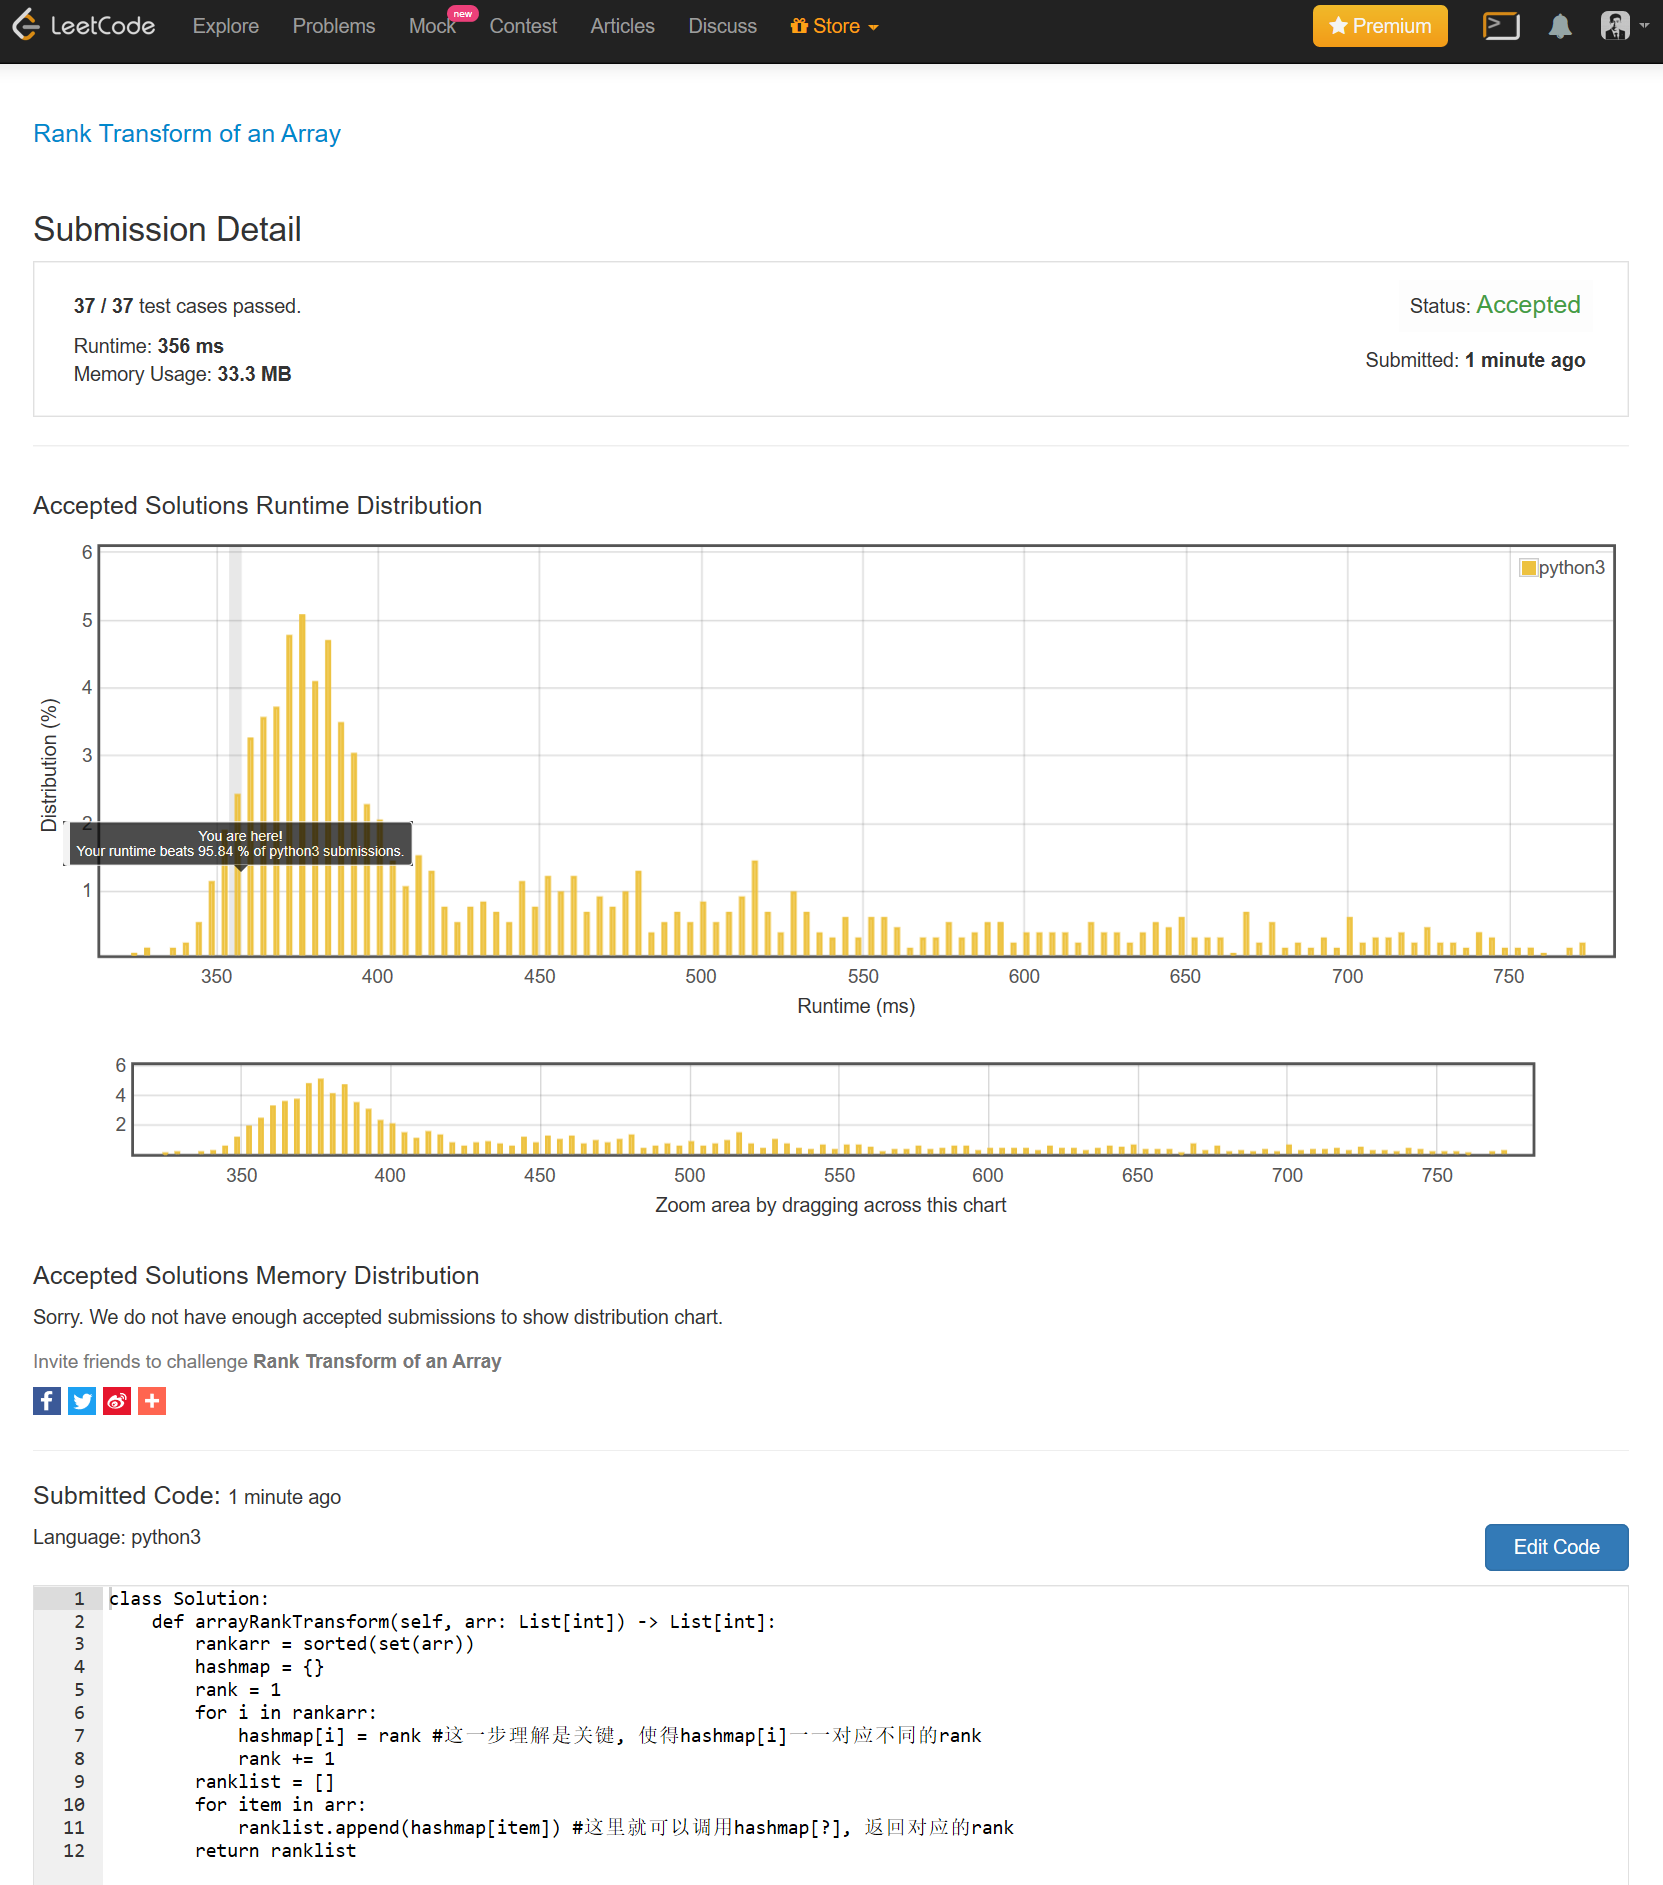 LeetCode Explore Problems Mock new Contest Articles Discuss Store Premium
Rank Transform of an Array
Submission Detail
37 / 37 test cases passed.
Status: Accepted
Runtime: 356 ms
Submitted: 1 minute ago
Memory Usage: 33.3 MB
Accepted Solutions Runtime Distribution
6
5
4
3
2
1
Distribution (%)
python3
You are here!
Your runtime beats 95.84 % of python3 submissions.
350 400 450 500 550 600 650 700 750
Runtime (ms)
6
4
2
350 400 450 500 550 600 650 700 750
Zoom area by dragging across this chart
Accepted Solutions Memory Distribution
Sorry. We do not have enough accepted submissions to show distribution chart.
Invite friends to challenge Rank Transform of an Array
Submitted Code: 1 minute ago
Language: python3
Edit Code
1 class Solution:
2     def arrayRankTransform(self, arr: List[int]) -> List[int]:
3         rankarr = sorted(set(arr))
4         hashmap = {}
5         rank = 1
6         for i in rankarr:
7             hashmap[i] = rank #这一步理解是关键, 使得hashmap[i]一一对应不同的rank
8             rank += 1
9         ranklist = []
10         for item in arr:
11             ranklist.append(hashmap[item]) #这里就可以调用hashmap[?], 返回对应的rank
12         return ranklist